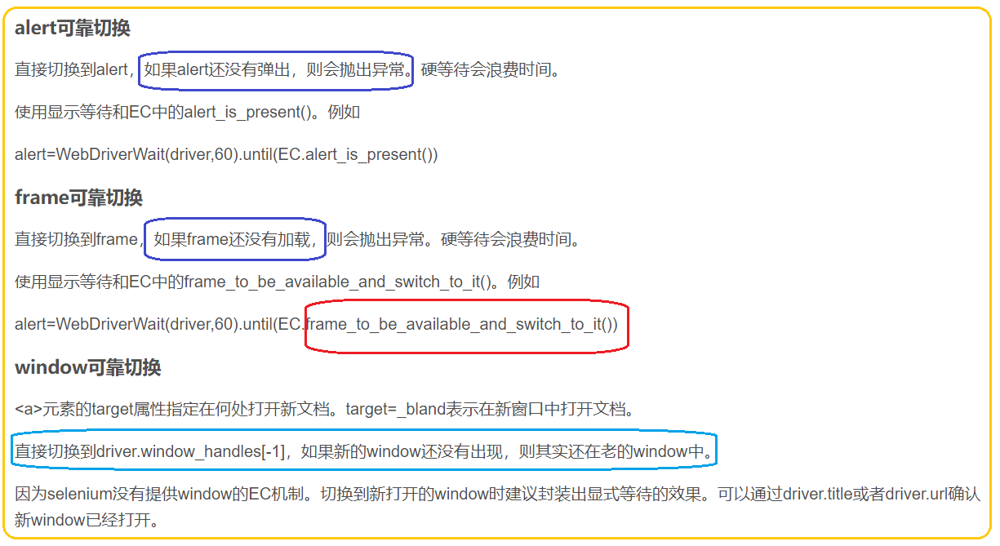 alert可靠切换
直接切换到alert，如果alert还没有弹出，则会抛出异常。硬等待会浪费时间。
使用显示等待和EC中的alert_is_present()。例如
alert=WebDriverWait(driver,60).until(EC.alert_is_present())
frame可靠切换
直接切换到frame，如果frame还没有加载，则会抛出异常。硬等待会浪费时间。
使用显示等待和EC中的frame_to_be_available_and_switch_to_it()。例如
alert=WebDriverWait(driver,60).until(EC.frame_to_be_available_and_switch_to_it())
window可靠切换
<a>元素的target属性指定在何处打开新文档。target=_bland表示在新窗口中打开文档。
直接切换到driver.window_handles[-1]，如果新的window还没有出现，则其实还在老的window中。
因为selenium没有提供window的EC机制。切换到新打开的window时建议封装出显式等待的效果。可以通过driver.title或者driver.url确认
新window已经打开。